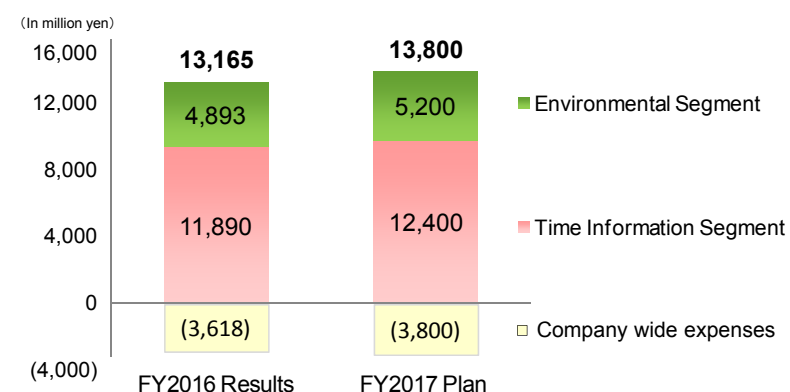 (In million yen)
16,000
12,000
8,000
4,000
0
(4,000)
13,165
13,800
4,893
5,200
11,890
12,400
(3,618)
(3,800)
FY2016 Results
FY2017 Plan
Environmental Segment
Time Information Segment
Company wide expenses